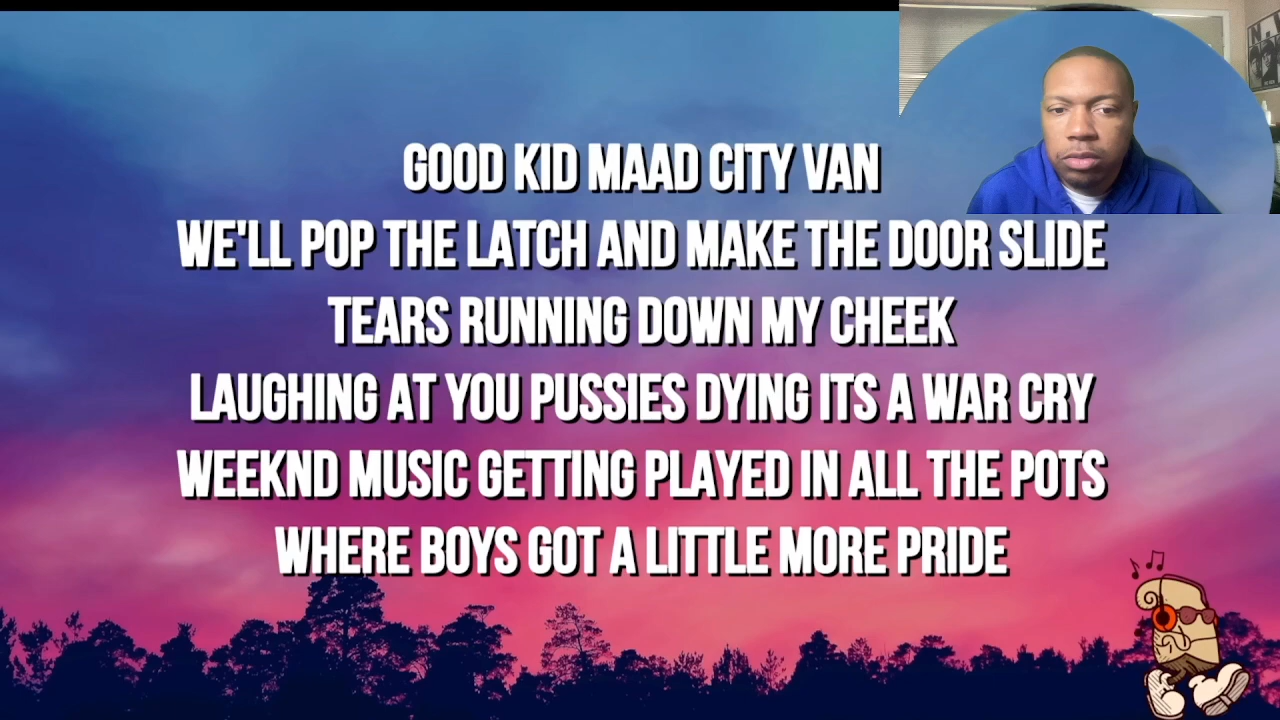 GOOD KID MAAD CITY VAN
WE'LL POP THE LATCH AND MAKE THE DOOR SLIDE
TEARS RUNNING DOWN MY CHEEK
LAUGHING AT YOU PUSSIES DYING ITS A WAR CRY
WEEKND MUSIC GETTING PLAYED IN ALL THE POTS
WHERE BOYS GOT A LITTLE MORE PRIDE